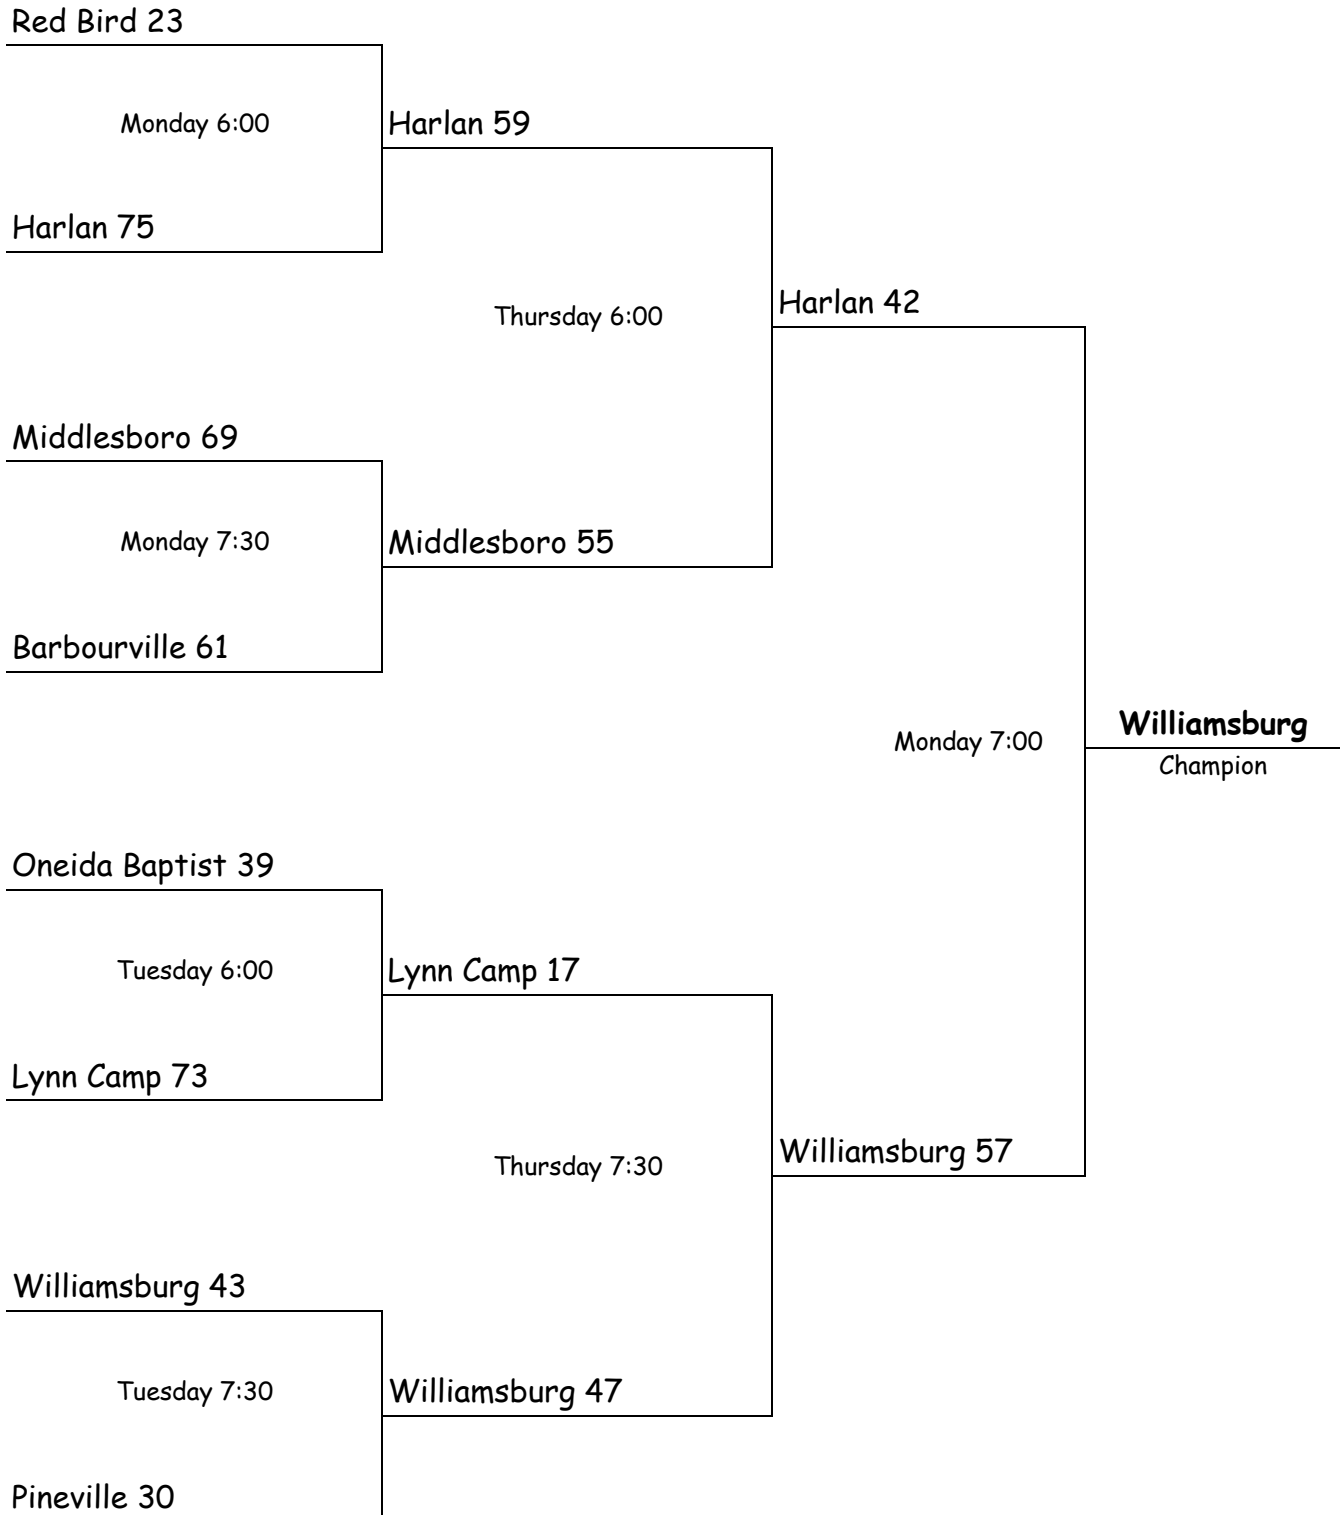 Red Bird 23
Monday 6:00
Harlan 59
Harlan 75
Thursday 6:00
Harlan 42
Middlesboro 69
Monday 7:30
Middlesboro 55
Barbourville 61
Monday 7:00
Williamsburg
Champion
Oneida Baptist 39
Tuesday 6:00
Lynn Camp 17
Lynn Camp 73
Thursday 7:30
Williamsburg 57
Williamsburg 43
Tuesday 7:30
Williamsburg 47
Pineville 30